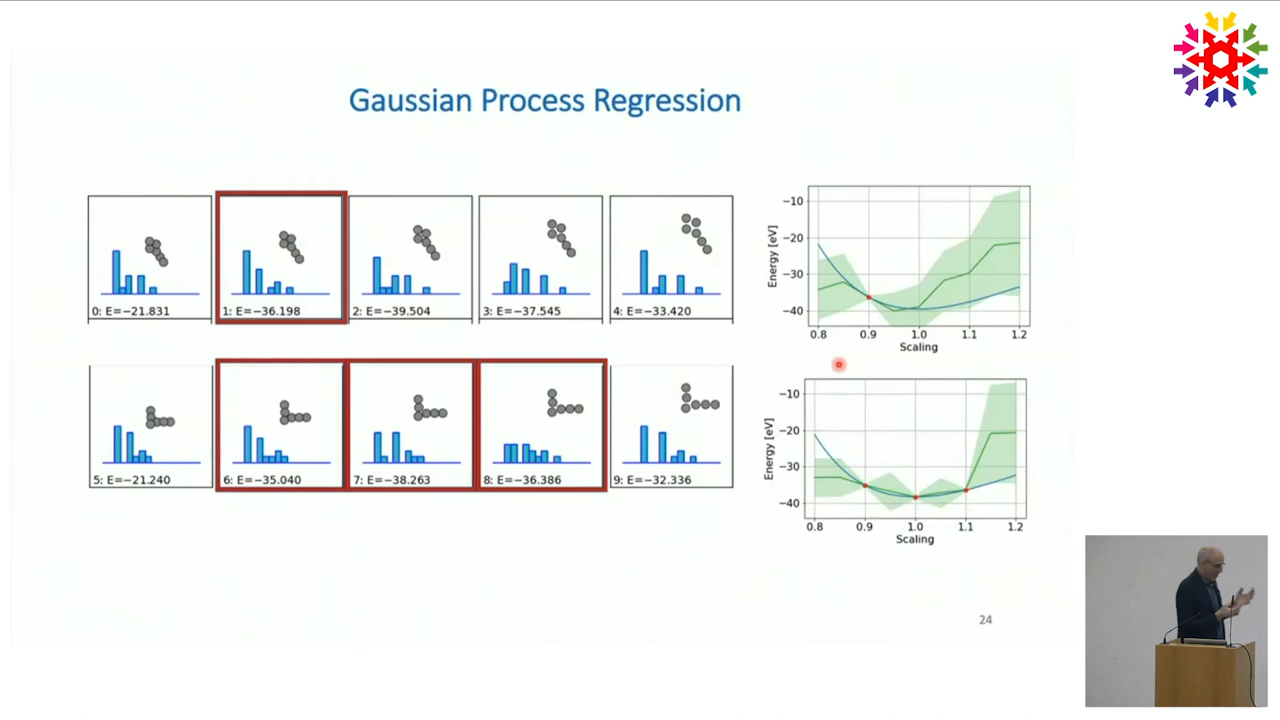 Gaussian Process Regression
0: E=−21.831
1: E=−36.198
2: E=−39.504
3: E=−37.545
4: E=−33.420
−10
−20
−30
−40
Energy [eV]
0.8 0.9 1.0 1.1 1.2
Scaling
5: E=−21.240
6: E=−35.040
7: E=−38.263
8: E=−36.386
9: E=−32.336
−10
−20
−30
−40
Energy [eV]
0.8 0.9 1.0 1.1 1.2
Scaling
24